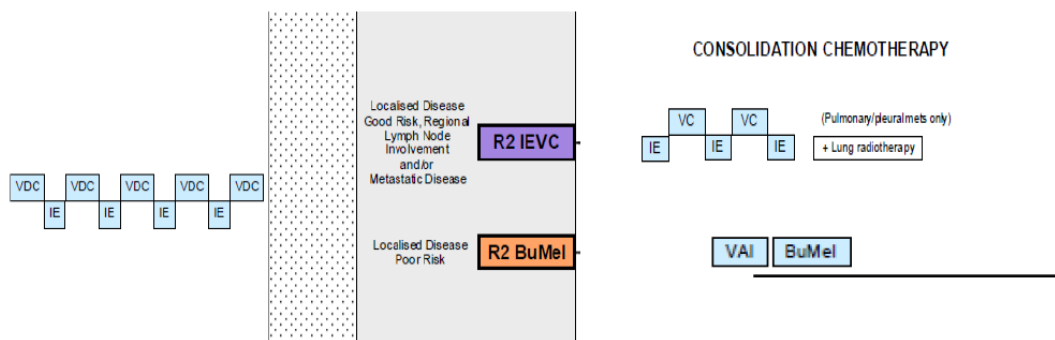 CONSOLIDATION CHEMOTHERAPY
VDC VDC VDC VDC VDC
IE IE IE IE
Localised Disease
Good Risk, Regional
Lymph Node
Involvement
and/or
Metastatic Disease
R2 IEVC
VC VC
IE IE IE
(Pulmonary/pleural mets only)
+ Lung radiotherapy
Localised Disease
Poor Risk
R2 BuMel
VAI BuMel